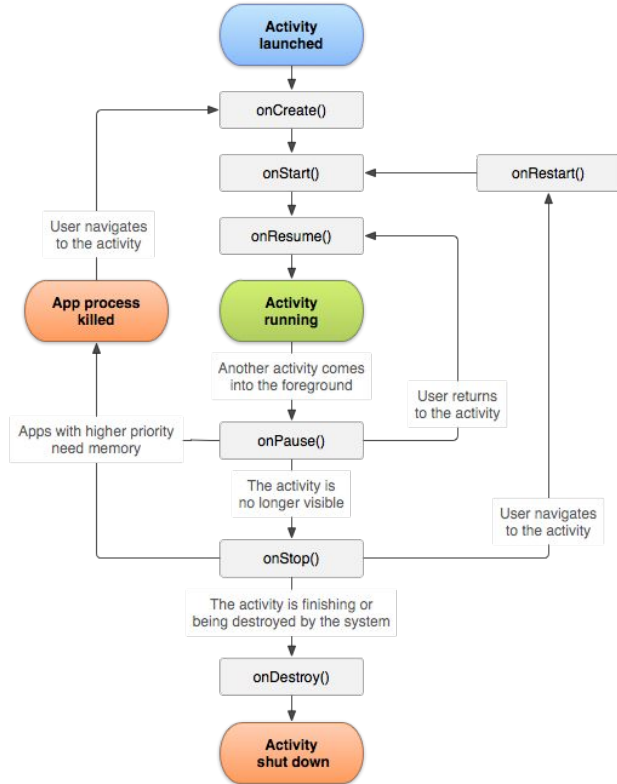 Activity
launched
onCreate()
onStart()
onRestart()
User navigates
to the activity
onResume()
App process
killed
Activity
running
Another activity comes
into the foreground
User returns
to the activity
Apps with higher priority
need memory
onPause()
The activity is
no longer visible
User navigates
to the activity
onStop()
The activity is finishing or
being destroyed by the system
onDestroy()
Activity
shut down